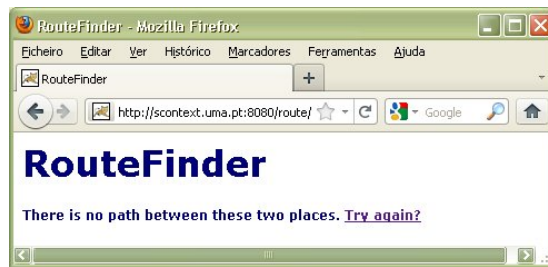 RouteFinder - Mozilla Firefox
Ficheiro Editar Ver Histórico Marcadores Ferramentas Ajuda
RouteFinder
http://scontext.uma.pt:8080/route/ Google
RouteFinder
There is no path between these two places. Try again?